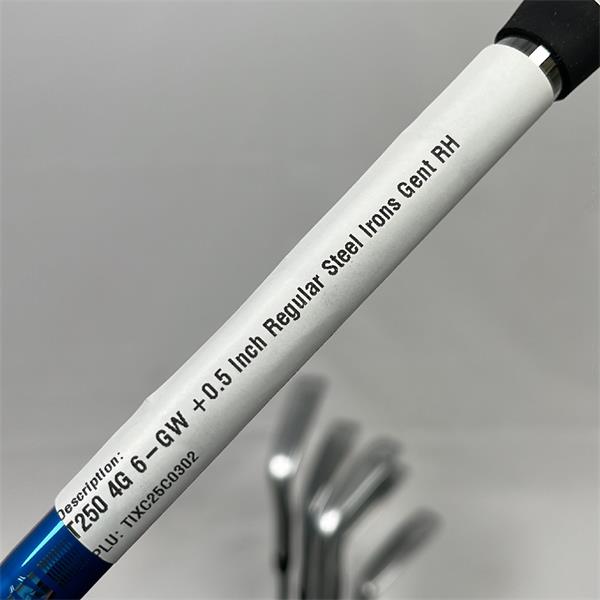 Description:
T250 4G 6-GW +0.5 Inch Regular Steel Irons Gent RH
PLU: TIXC25C0302